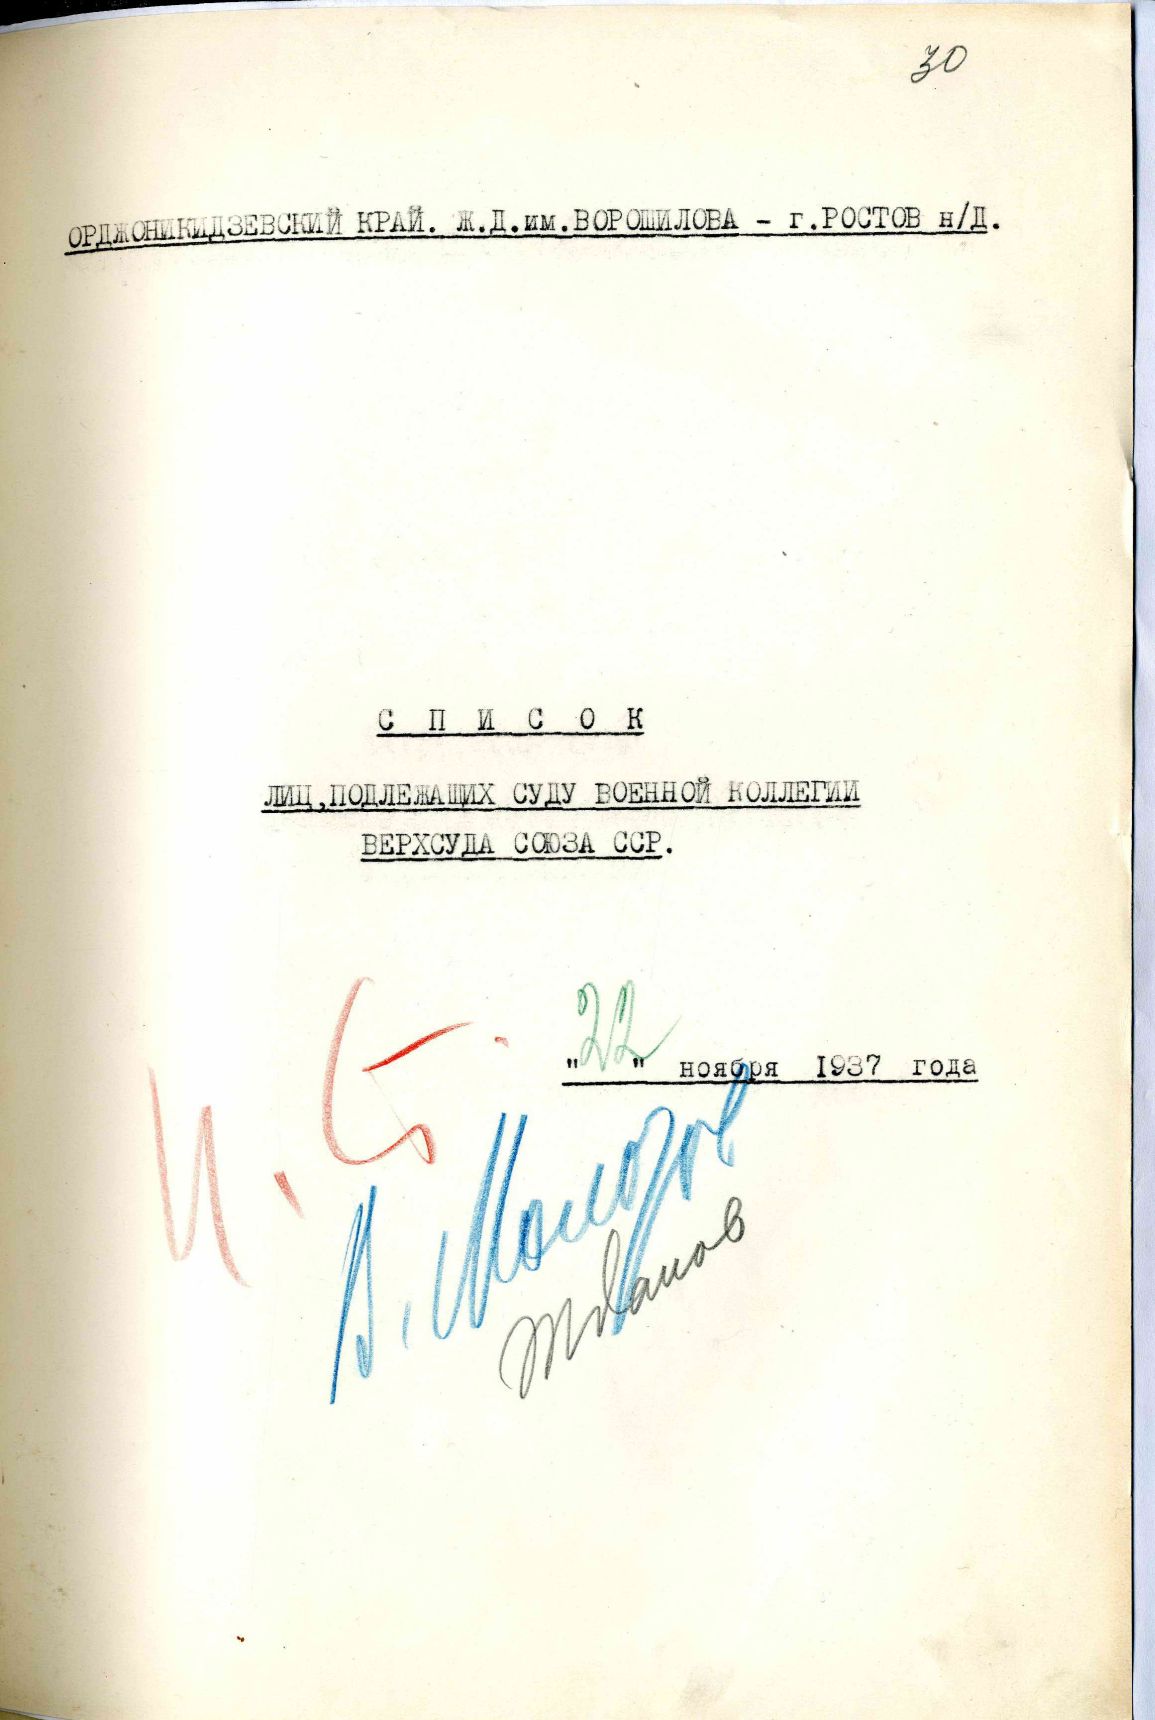 30
ОРДЖОНИКИДЗЕВСКИЙ КРАЙ. Ж.Д.им.ВОРОШИЛОВА - г.РОСТОВ н/Д.
С П И С О К
ЛИЦ,ПОДЛЕЖАЩИХ СУДУ ВОЕННОЙ КОЛЛЕГИИ
ВЕРХСУДА СОЮЗА ССР.
"22" ноября 1937 года
И. Ст.
В. Молотов
Жданов